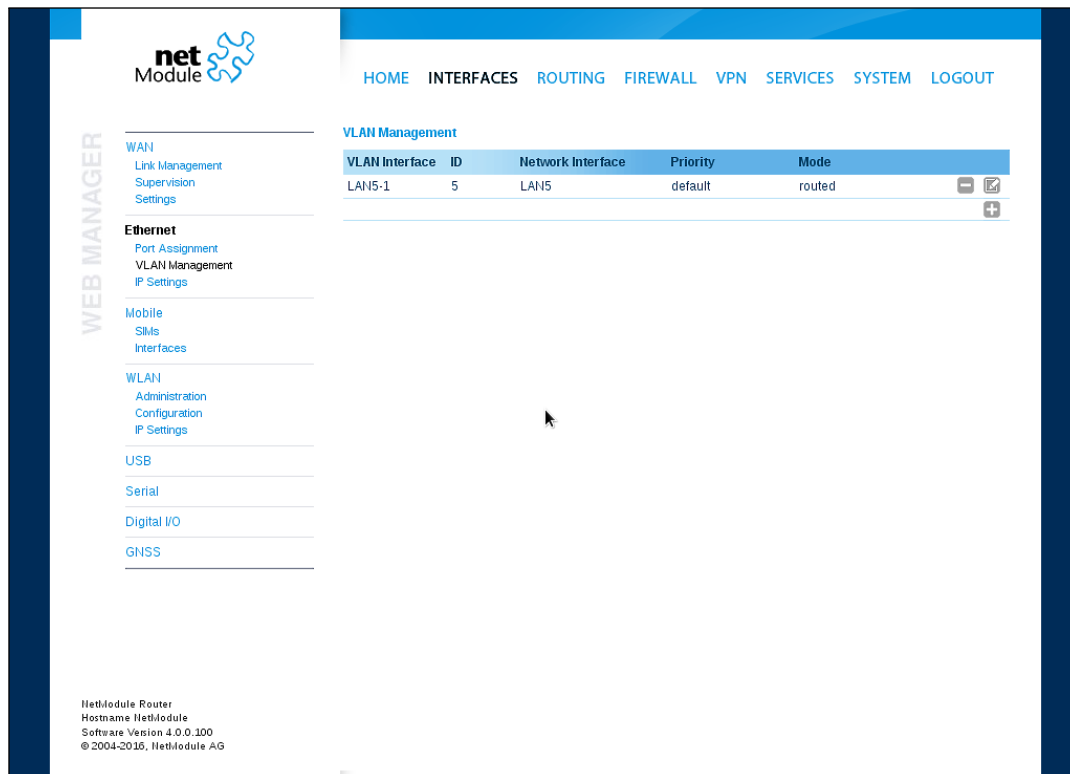 net
Module
HOME INTERFACES ROUTING FIREWALL VPN SERVICES SYSTEM LOGOUT
WEB MANAGER
WAN
Link Management
Supervision
Settings
Ethernet
Port Assignment
VLAN Management
IP Settings
Mobile
SIMs
Interfaces
WLAN
Administration
Configuration
IP Settings
USB
Serial
Digital I/O
GNSS
VLAN Management
VLAN Interface ID Network Interface Priority Mode
LAN5-1 5 LAN5 default routed
NetModule Router
Hostname NetModule
Software Version 4.0.0.100
© 2004-2016, NetModule AG